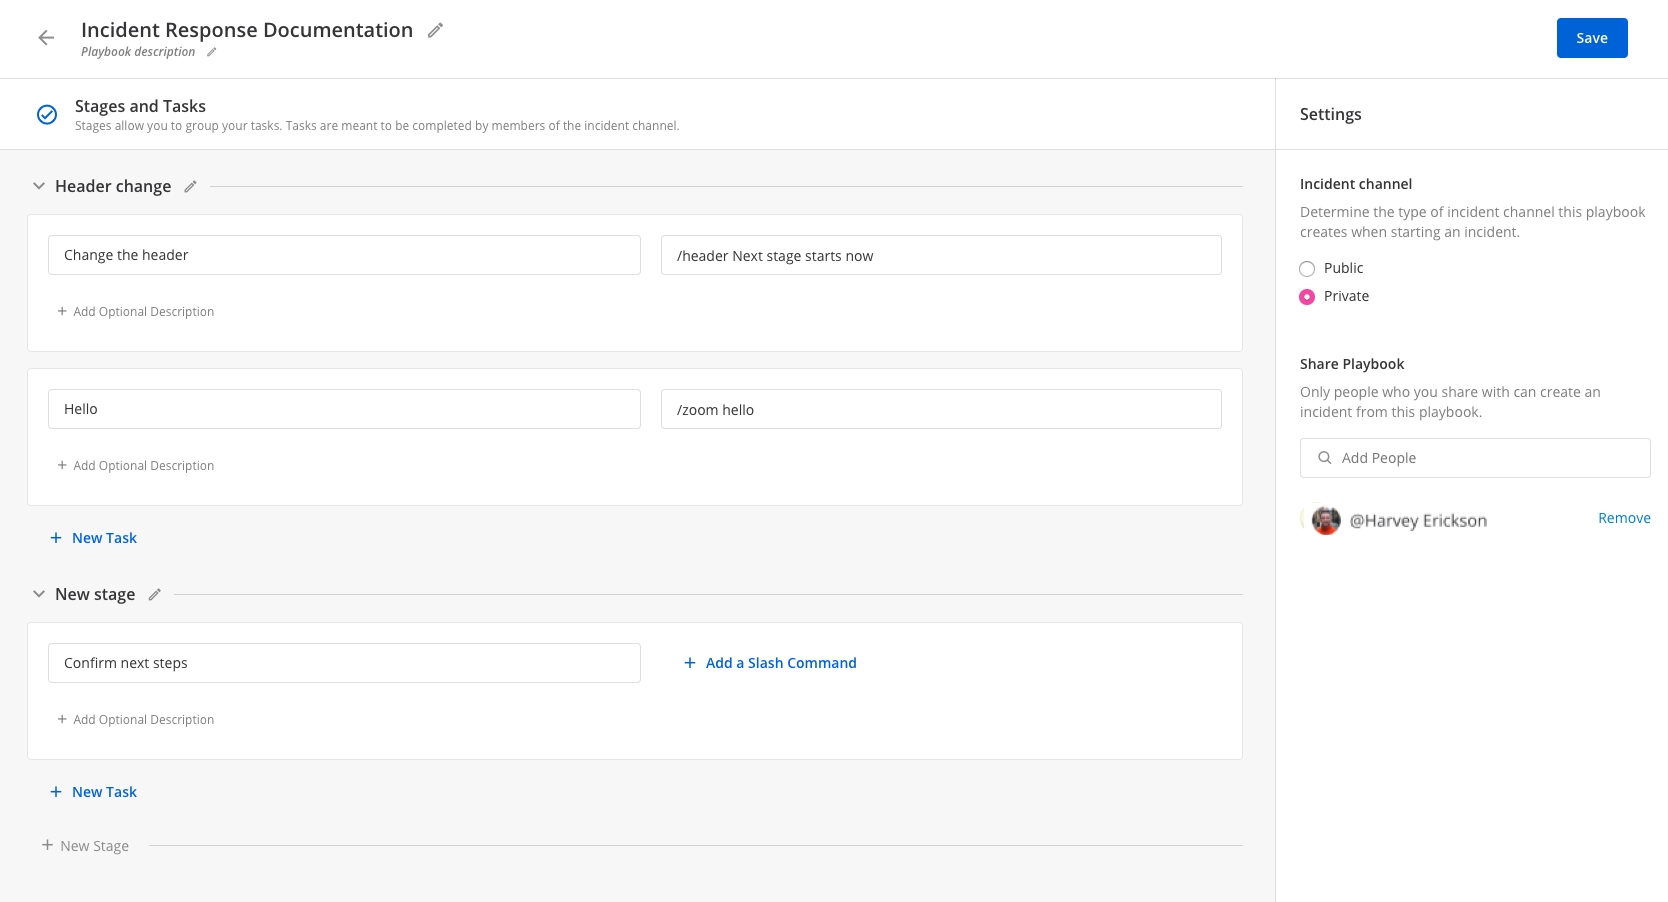 Incident Response Documentation
Playbook description
Save
Stages and Tasks
Stages allow you to group your tasks. Tasks are meant to be completed by members of the incident channel.
Header change
Change the header
/header Next stage starts now
+ Add Optional Description
Hello
/zoom hello
+ Add Optional Description
+ New Task
New stage
Confirm next steps
+ Add a Slash Command
+ Add Optional Description
+ New Task
+ New Stage
Settings
Incident channel
Determine the type of incident channel this playbook
creates when starting an incident.
Public
Private
Share Playbook
Only people who you share with can create an
incident from this playbook.
Add People
@Harvey Erickson
Remove